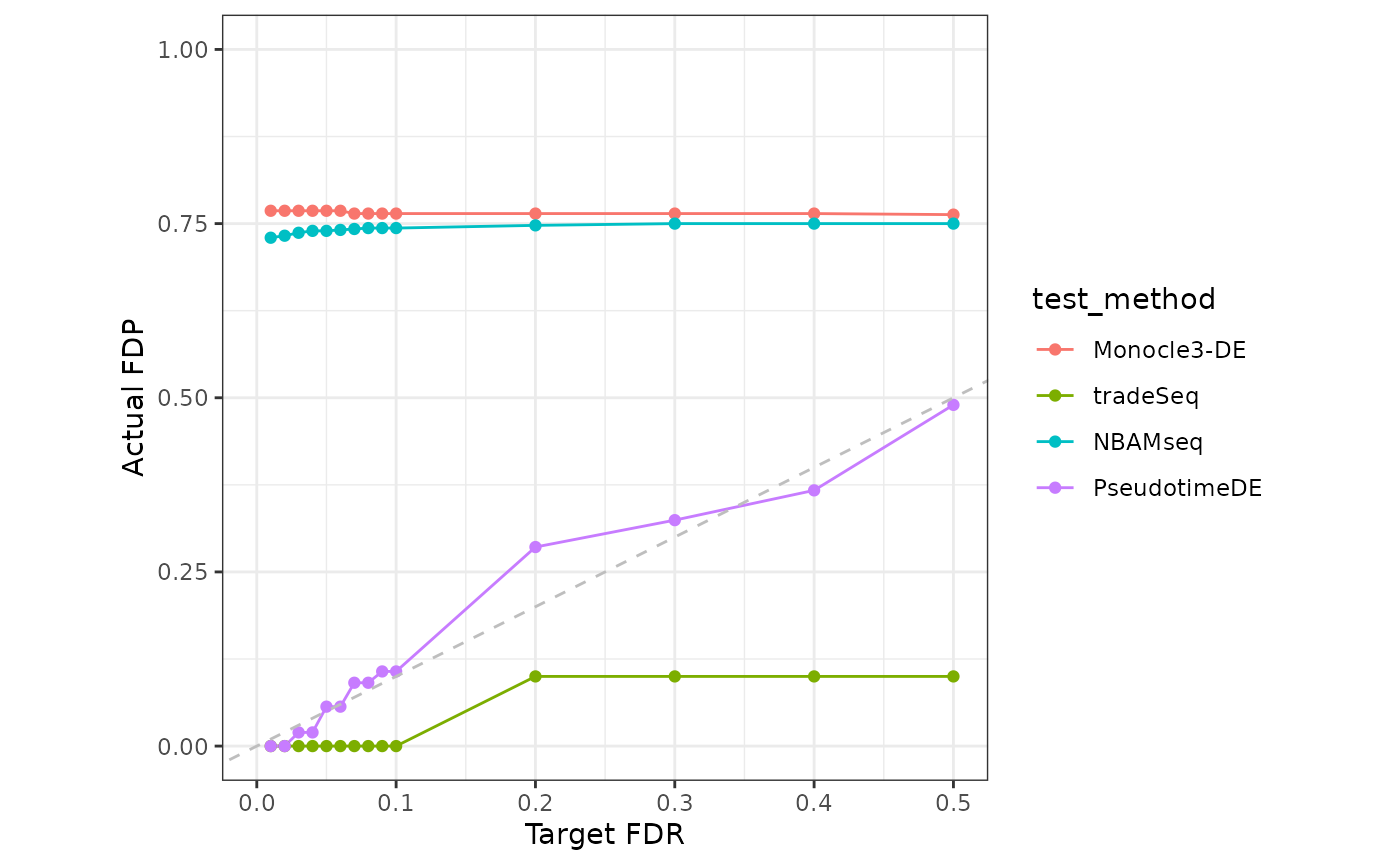 1.00
0.75
0.50
0.25
0.00
Actual FDP
0.0 0.1 0.2 0.3 0.4 0.5
Target FDR
test_method
Monocle3-DE
tradeSeq
NBAMseq
PseudotimeDE